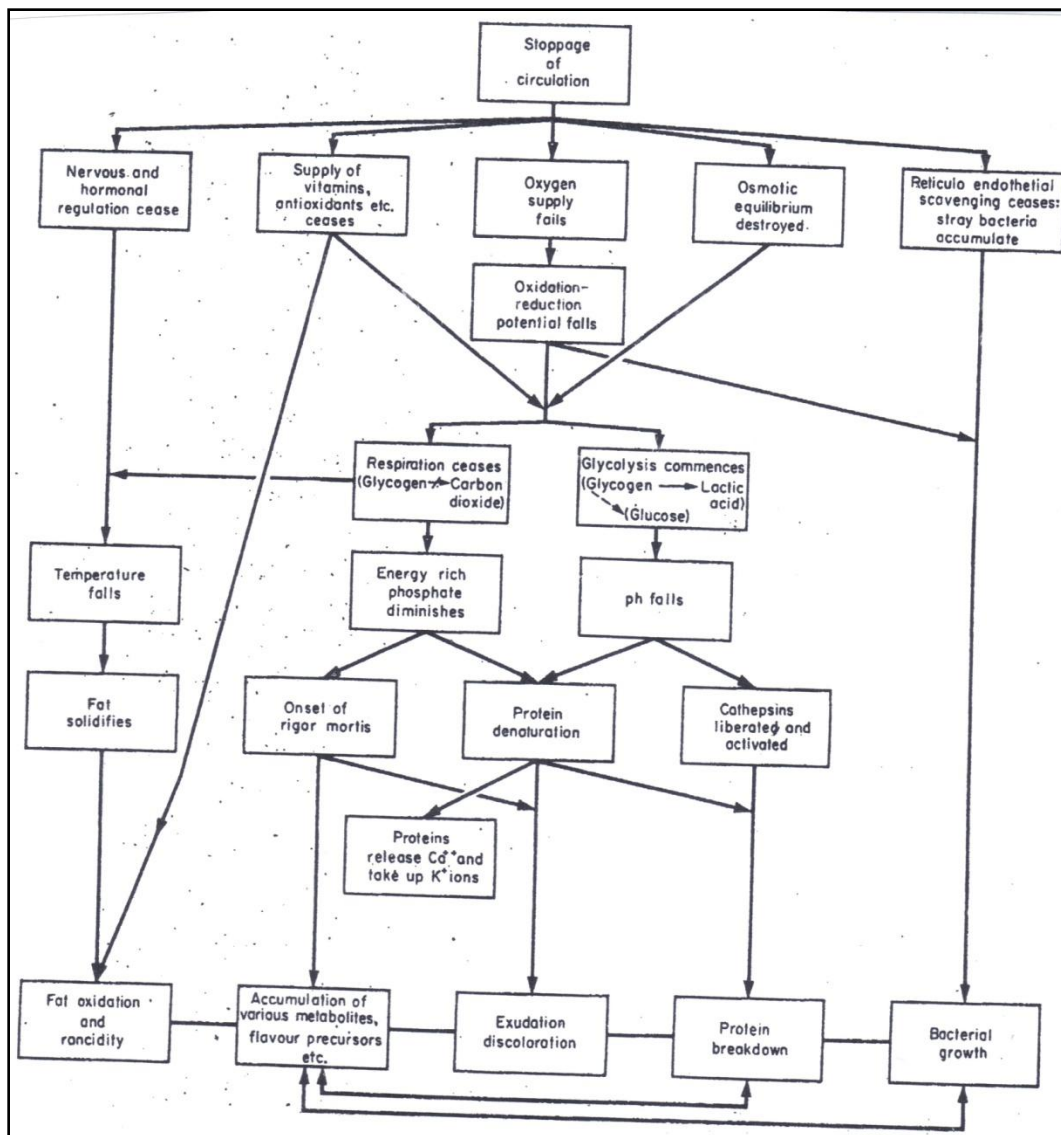 Stoppage
of
circulation
Nervous and
hormonal
regulation cease
Supply of
vitamins,
antioxidants etc.
ceases
Oxygen
supply
fails
Osmotic
equilibrium
destroyed
Reliculo endothetial
scavenging ceases:
stray bacteria
accumulate
Oxidation-
reduction
potential falls
Respiration ceases
(Glycogen Carbon
dioxide)
Glycolysis commences
(Glycogen Lactic
acid)
(Glucose)
Temperature
falls
Energy rich
phosphate
diminishes
ph falls
Fat
solidifies
Onset of
rigor mortis
Protein
denaturation
Cathepsins
liberated and
activated
Proteins
release Ca++ and
take up K+ ions
Fat oxidation
and
rancidity
Accumulation of
various metabolites,
flavour precursors
etc.
Exudation
discoloration
Protein
breakdown
Bacterial
growth